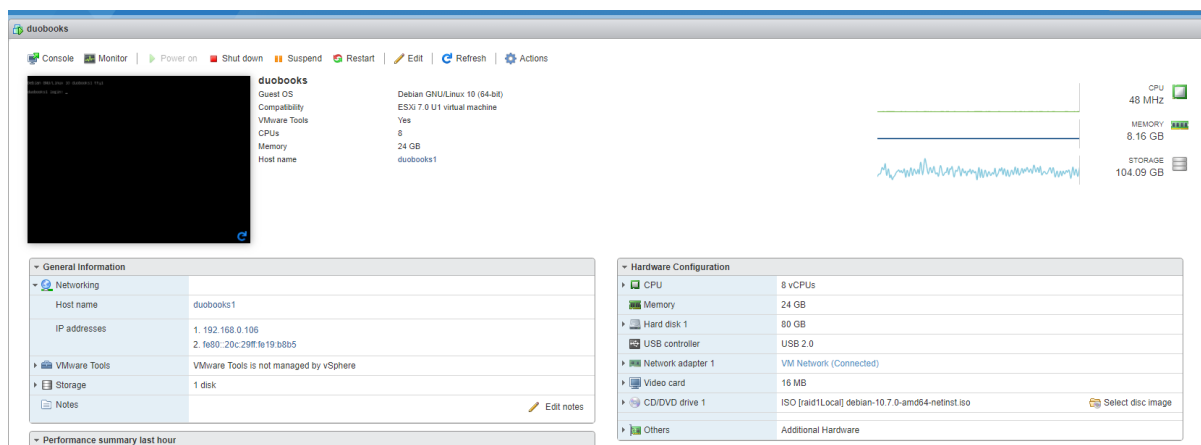 duobooks
Console Monitor Power on Shut down Suspend Restart Edit Refresh Actions
duobooks
Guest OS Debian GNU/Linux 10 (64-bit)
Compatibility ESXi 7.0 U1 virtual machine
VMware Tools Yes
CPUs 8
Memory 24 GB
Host name duobooks1
CPU
48 MHz
MEMORY
8.16 GB
STORAGE
104.09 GB
General Information
Networking
Host name duobooks1
IP addresses 1. 192.168.0.106
2. fe80::20c:29ff:fe19:b8b5
VMware Tools VMware Tools is not managed by vSphere
Storage 1 disk
Notes Edit notes
Performance summary last hour
Hardware Configuration
CPU 8 vCPUs
Memory 24 GB
Hard disk 1 80 GB
USB controller USB 2.0
Network adapter 1 VM Network (Connected)
Video card 16 MB
CD/DVD drive 1 ISO [raid1Local] debian-10.7.0-amd64-netinst.iso Select disc image
Others Additional Hardware